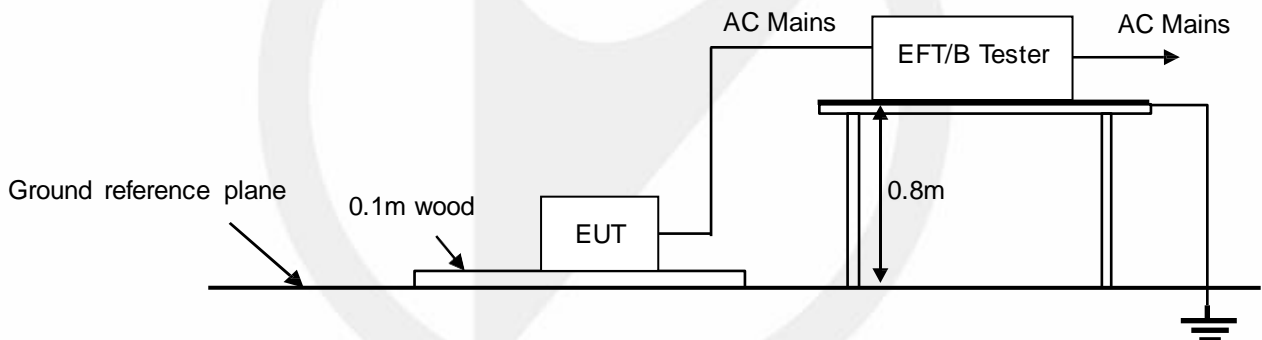 AC Mains
AC Mains
EFT/B Tester
Ground reference plane
0.1m wood
0.8m
EUT